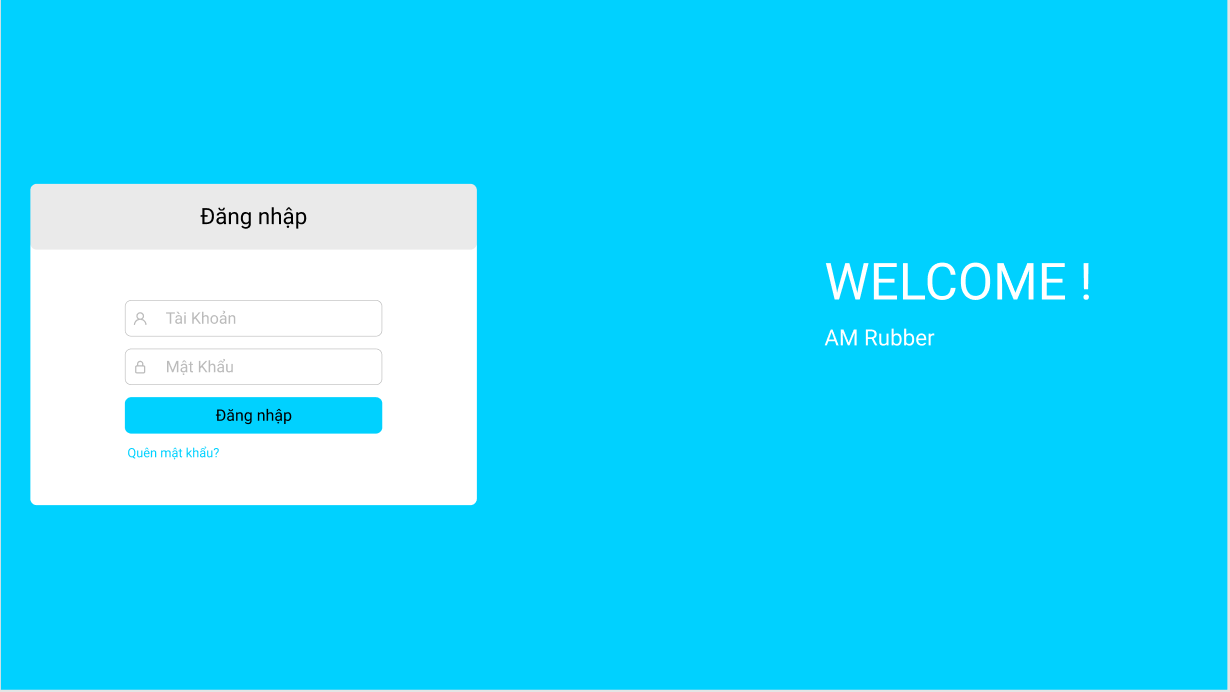 Đăng nhập
Tài Khoản
Mật Khẩu
Đăng nhập
Quên mật khẩu?
WELCOME !
AM Rubber